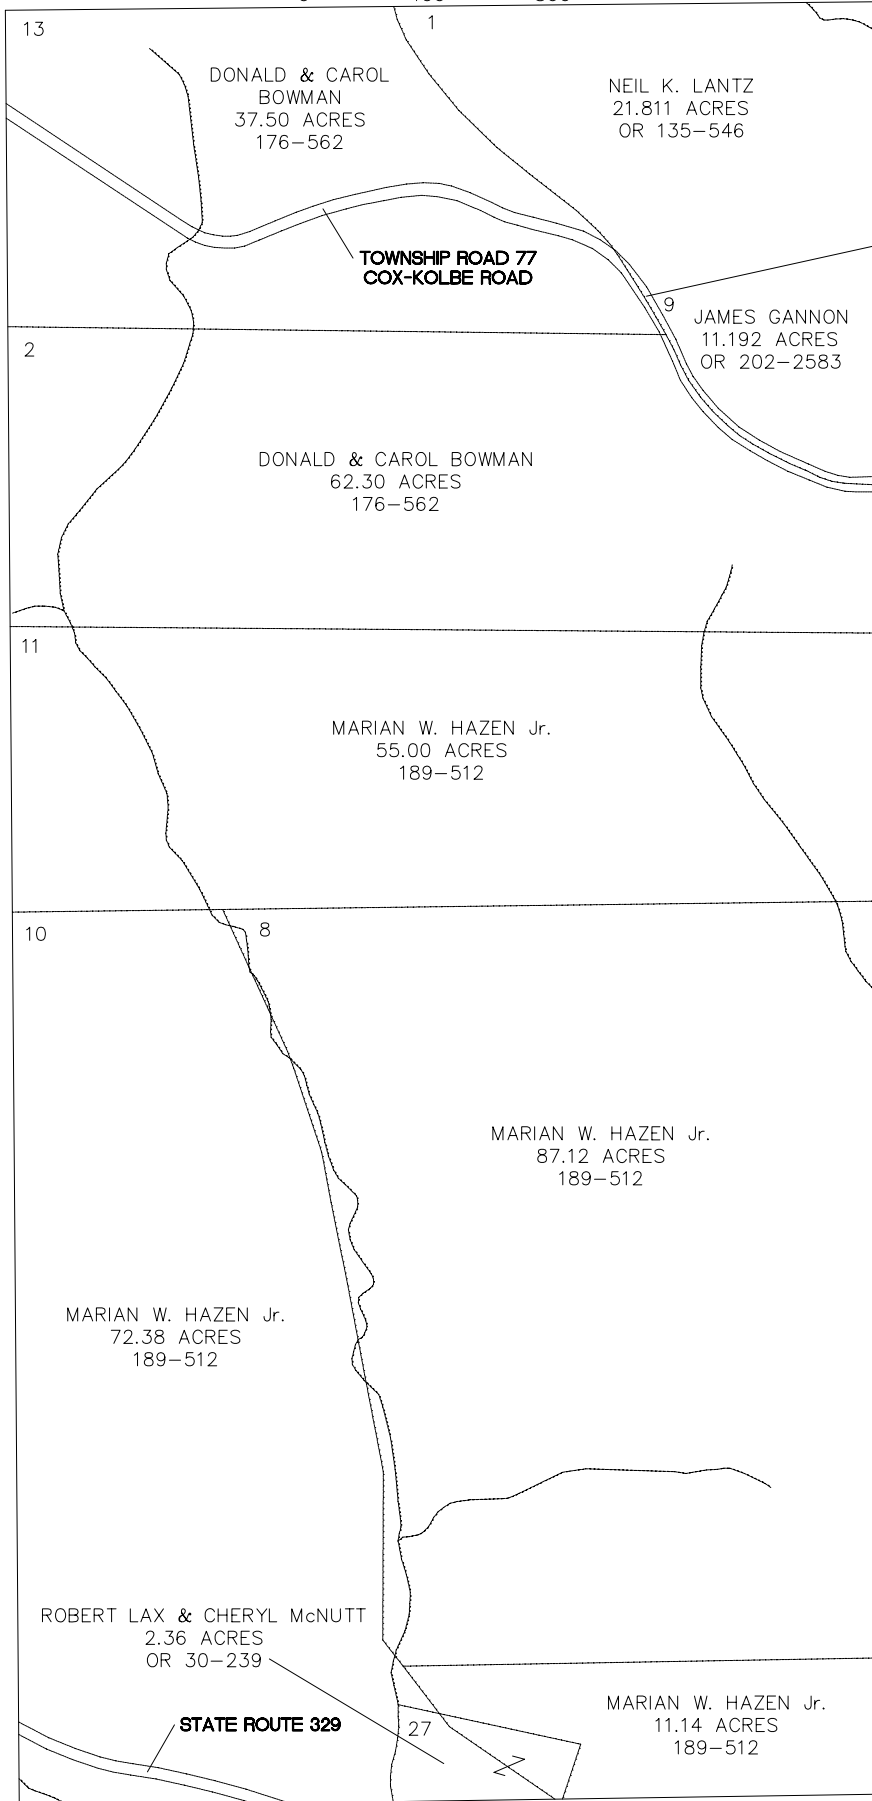 13
1
DONALD & CAROL
BOWMAN
37.50 ACRES
176-562
NEIL K. LANTZ
21.811 ACRES
OR 135-546
TOWNSHIP ROAD 77
COX-KOLBE ROAD
9
JAMES GANNON
11.192 ACRES
OR 202-2583
2
DONALD & CAROL BOWMAN
62.30 ACRES
176-562
11
MARIAN W. HAZEN Jr.
55.00 ACRES
189-512
10
8
MARIAN W. HAZEN Jr.
87.12 ACRES
189-512
MARIAN W. HAZEN Jr.
72.38 ACRES
189-512
ROBERT LAX & CHERYL McNUTT
2.36 ACRES
OR 30-239
STATE ROUTE 329
27
MARIAN W. HAZEN Jr.
11.14 ACRES
189-512